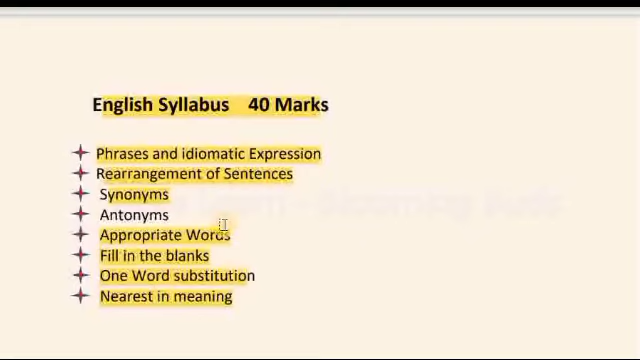 English Syllabus 40 Marks
Phrases and idiomatic Expression
Rearrangement of Sentences
Synonyms
Antonyms
Appropriate Words
Fill in the blanks
One Word substitution
Nearest in meaning